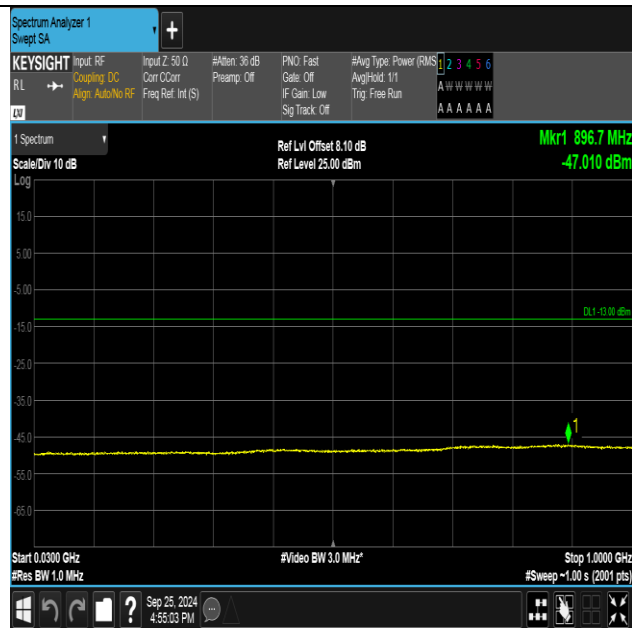 Spectrum Analyzer 1
Swept SA
+
KEYSIGHT
RL
LXI
Input: RF
Coupling: DC
Align: Auto/No RF
Input Z: 50 Ω
Corr CCorr
Freq Ref: Int (S)
#Atten: 36 dB
Preamp: Off
PNO: Fast
Gate: Off
IF Gain: Low
Sig Track: Off
#Avg Type: Power (RMS
Avg|Hold: 1/1
Trig: Free Run
1 2 3 4 5 6
A W W W W W
A A A A A A
1 Spectrum
Scale/Div 10 dB
Ref Lvl Offset 8.10 dB
Ref Level 25.00 dBm
Mkr1 896.7 MHz
-47.010 dBm
Log
15.0
5.00
-5.00
DL1 -13.00 dBm
-15.0
-25.0
-35.0
1
-45.0
-55.0
-65.0
Start 0.0300 GHz
#Video BW 3.0 MHz*
Stop 1.0000 GHz
#Res BW 1.0 MHz
#Sweep ~1.00 s (2001 pts)
?
Sep 25, 2024
4:55:03 PM